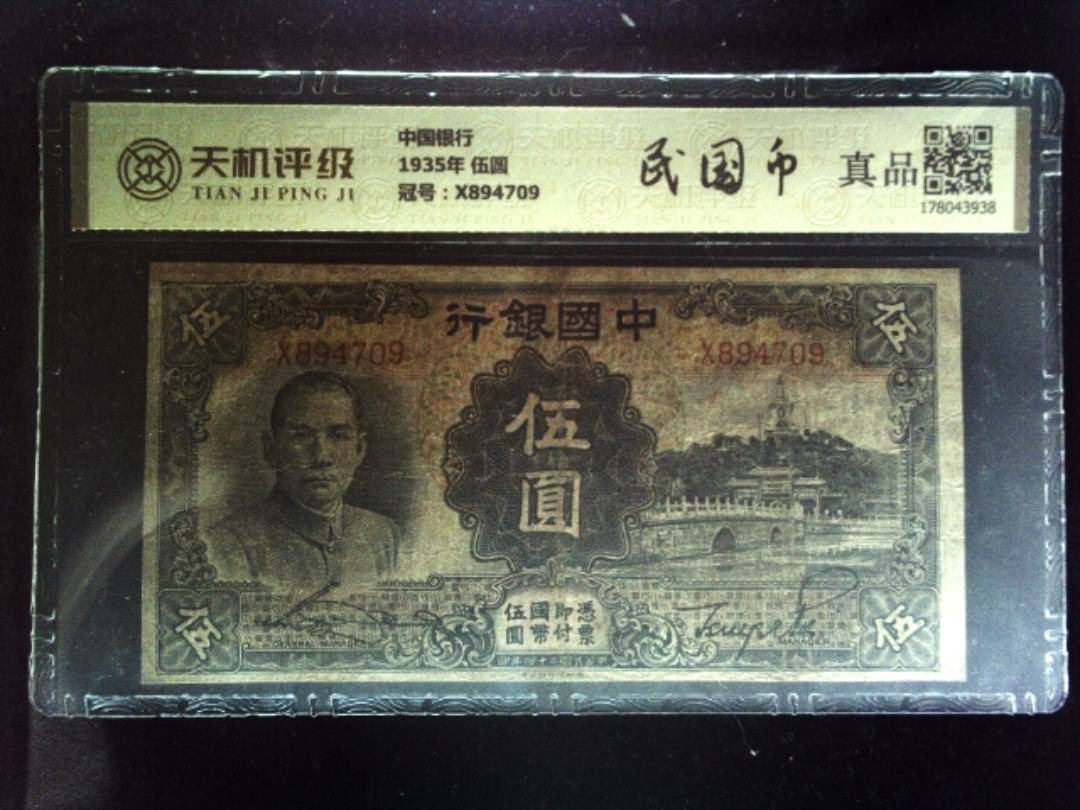 天机评级
TIAN JI PING JI
中国银行
1935年 伍圆
冠号：X894709
民国币
真品
178043938
伍
伍
行銀國中
X894709
X894709
伍
圓
憑票
即付
國幣
伍圓
GENERAL MANAGER
伍
伍